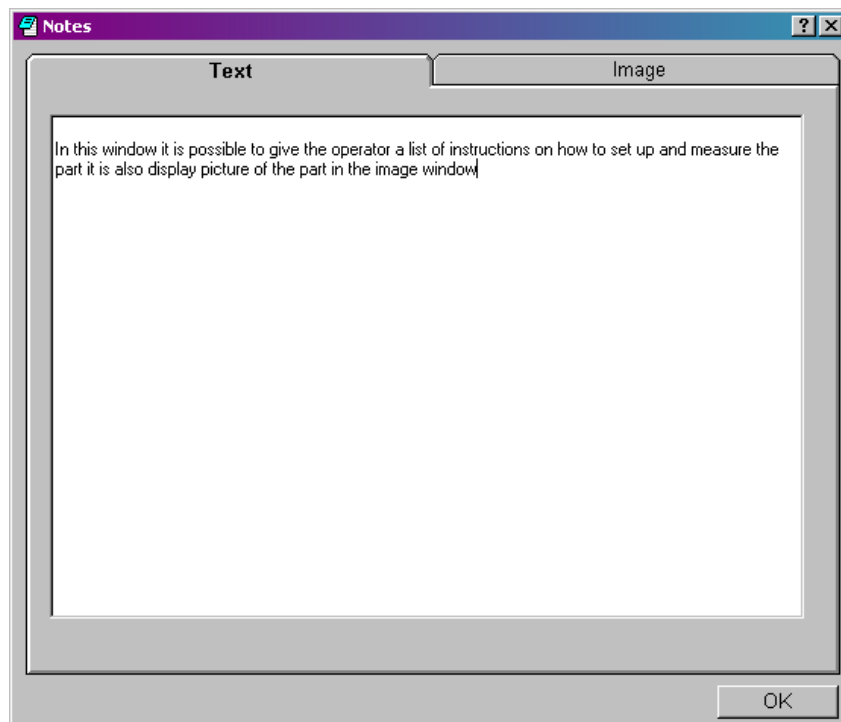 Notes
Text
Image
In this window it is possible to give the operator a list of instructions on how to set up and measure the
part it is also display picture of the part in the image window
OK